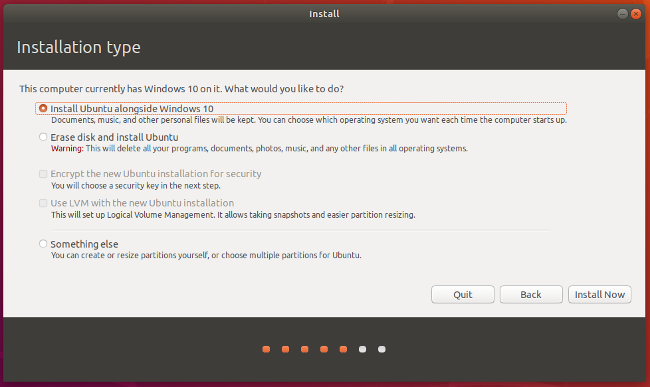 Install
Installation type
This computer currently has Windows 10 on it. What would you like to do?
Install Ubuntu alongside Windows 10
Documents, music, and other personal files will be kept. You can choose which operating system you want each time the computer starts up.
Erase disk and install Ubuntu
Warning: This will delete all your programs, documents, photos, music, and any other files in all operating systems.
Encrypt the new Ubuntu installation for security
You will choose a security key in the next step.
Use LVM with the new Ubuntu installation
This will set up Logical Volume Management. It allows taking snapshots and easier partition resizing.
Something else
You can create or resize partitions yourself, or choose multiple partitions for Ubuntu.
Quit Back Install Now